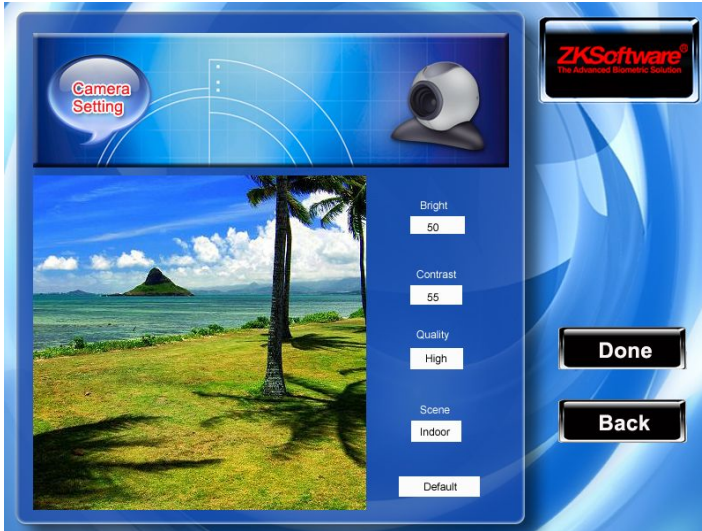 Camera
Setting
ZKSoftware®
The Advanced Biometric Solution
Bright
50
Contrast
55
Quality
High
Scene
Indoor
Default
Done
Back